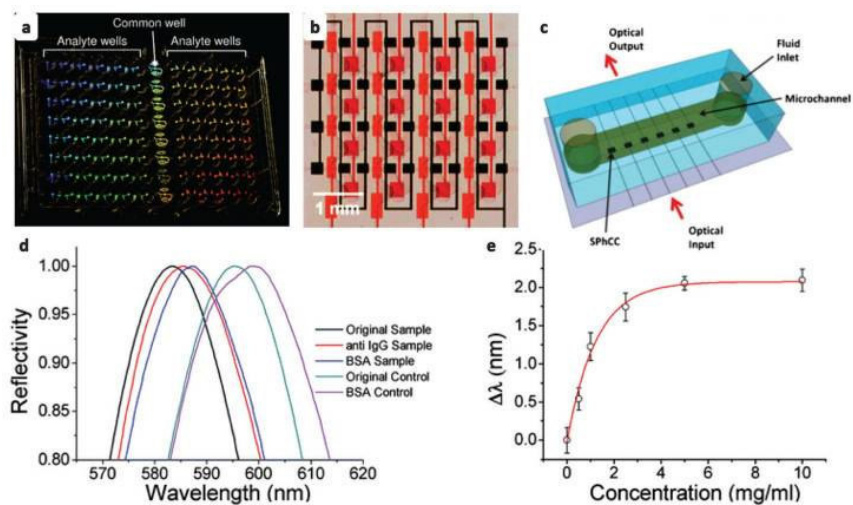 a
Common well
Analyte wells
Analyte wells
b
1 mm
c
Optical
Output
Fluid
Inlet
Microchannel
SPhCC
Optical
Input
d
1.00
0.95
0.90
0.85
0.80
Reflectivity
570 580 590 600 610 620
Wavelength (nm)
Original Sample
anti IgG Sample
BSA Sample
Original Control
BSA Control
e
2.5
2.0
1.5
1.0
0.5
0.0
Δλ (nm)
0 2 4 6 8 10
Concentration (mg/ml)